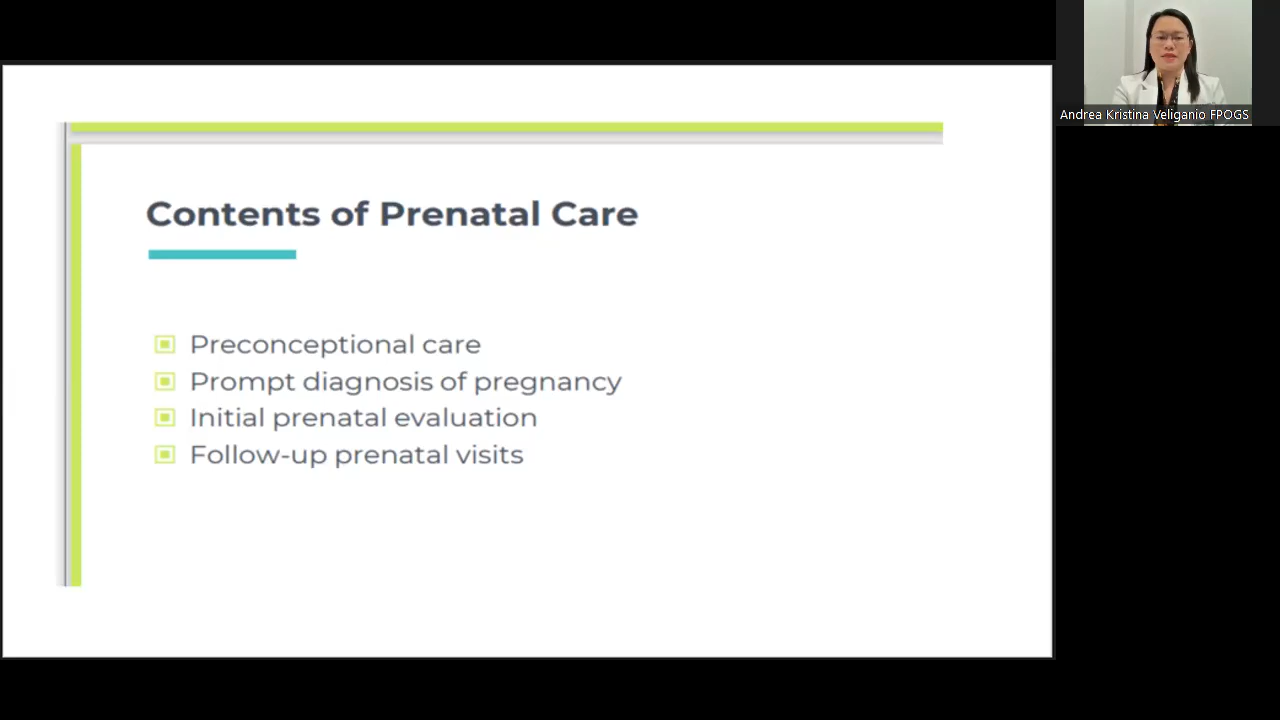 Contents of Prenatal Care
Preconceptional care
Prompt diagnosis of pregnancy
Initial prenatal evaluation
Follow-up prenatal visits
Andrea Kristina Veliganio FPOGS